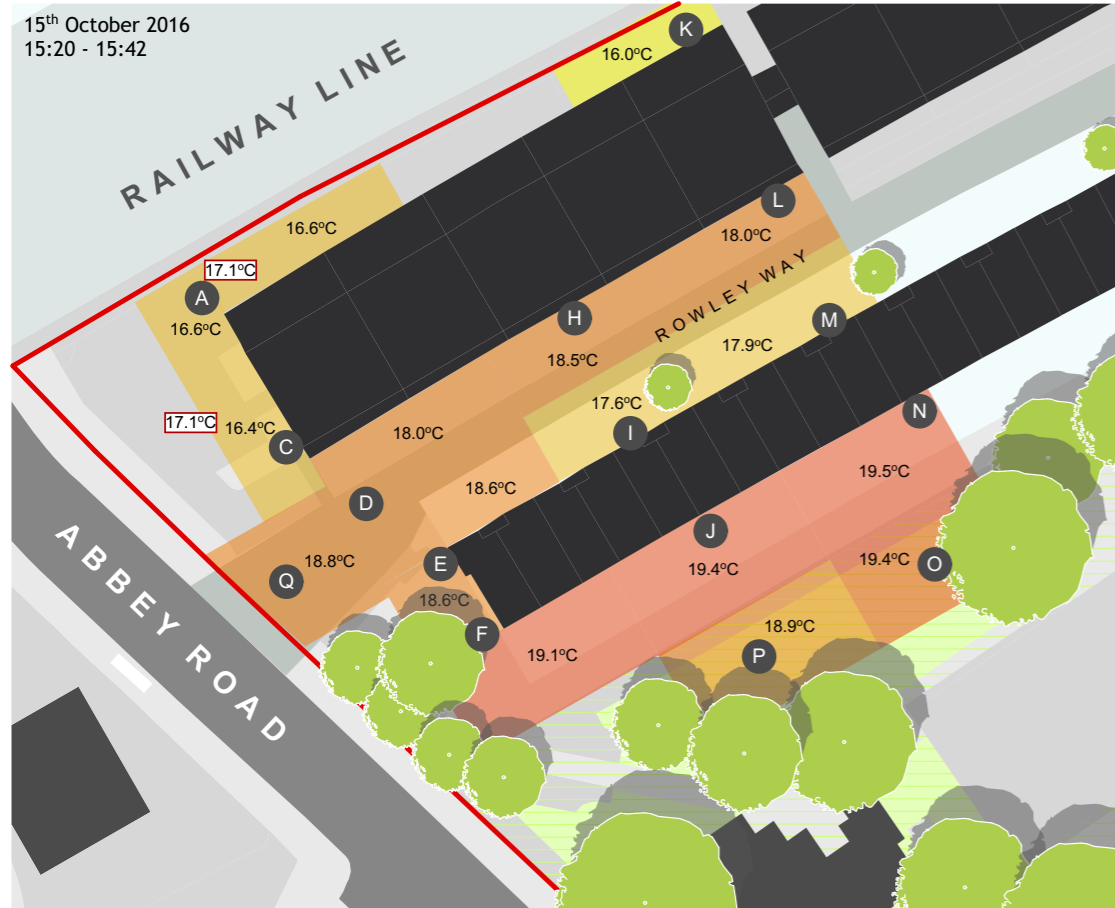 15th October 2016
15:20 - 15:42
K
16.0ºC
RAILWAY LINE
16.6ºC
L
18.0ºC
17.1ºC
A
16.6ºC
H
ROWLEY WAY
M
18.5ºC
17.9ºC
17.6ºC
I
N
17.1ºC
16.4ºC
C
18.0ºC
18.6ºC
19.5ºC
D
J
E
18.8ºC
Q
19.4ºC
19.4ºC
O
18.6ºC
F
18.9ºC
P
19.1ºC
ABBEY ROAD